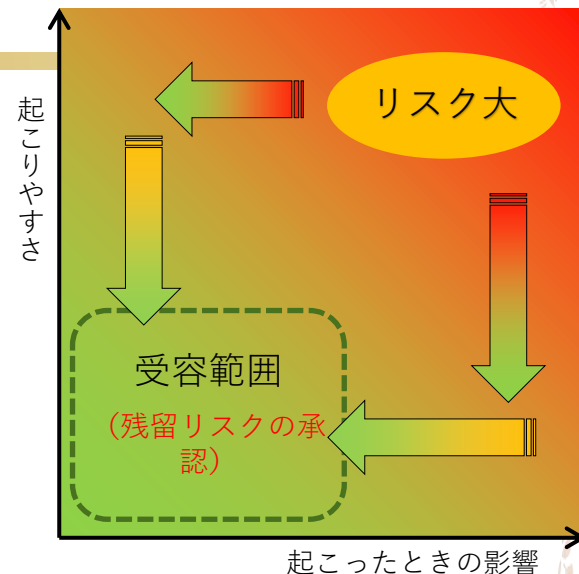 リスク大
起こりやすさ
受容範囲
（残留リスクの承
認）
起こったときの影響